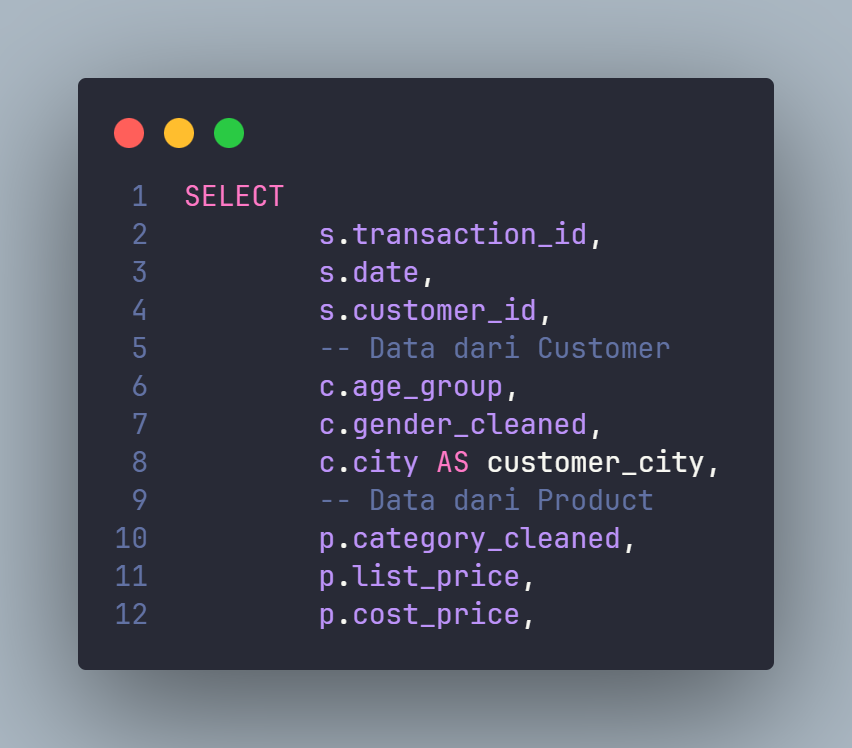 1 SELECT
2 s.transaction_id,
3 s.date,
4 s.customer_id,
5 -- Data dari Customer
6 c.age_group,
7 c.gender_cleaned,
8 c.city AS customer_city,
9 -- Data dari Product
10 p.category_cleaned,
11 p.list_price,
12 p.cost_price,